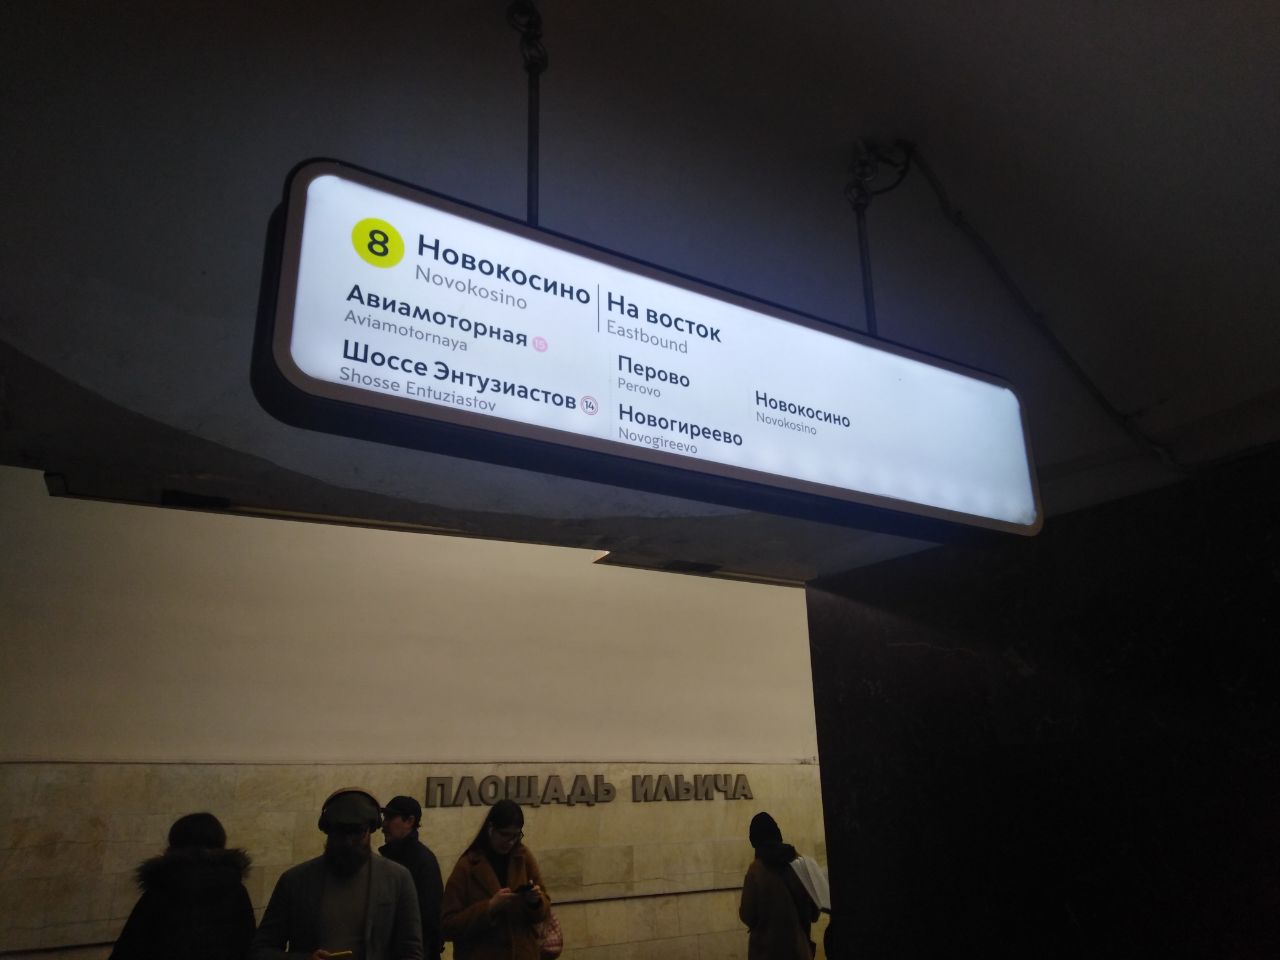 8 Новокосино
Novokosino
На восток
Eastbound
Авиамоторная 15
Aviamotornaya
Шоссе Энтузиастов 14
Shosse Entuziastov
Перово
Perovo
Новогиреево
Novogireevo
Новокосино
Novokosino
ПЛОЩАДЬ ИЛЬИЧА